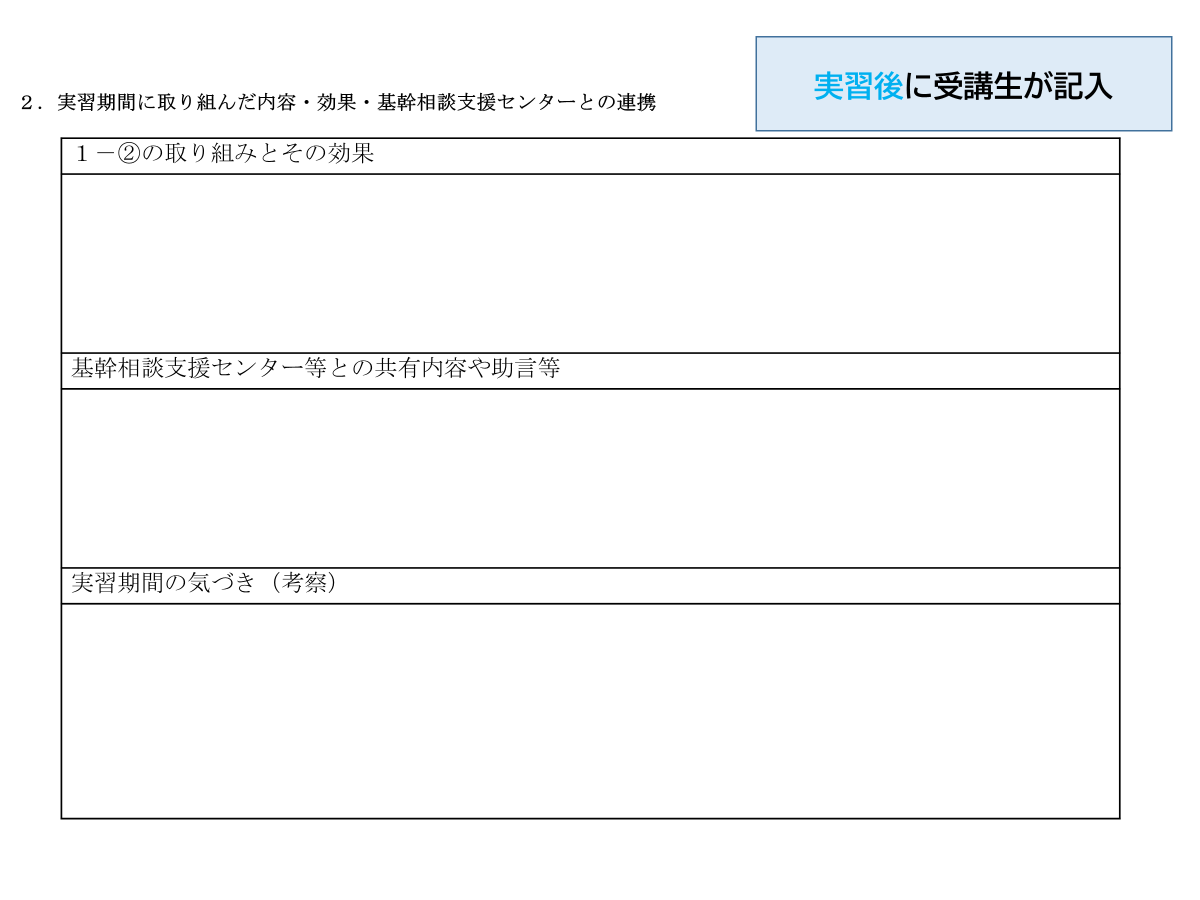 実習後に受講生が記入
２．実習期間に取り組んだ内容・効果・基幹相談支援センターとの連携
１－②の取り組みとその効果
基幹相談支援センター等との共有内容や助言等
実習期間の気づき（考察）